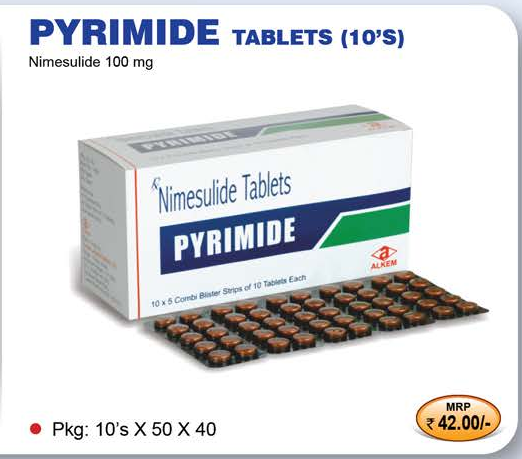 PYRIMIDE TABLETS (10'S)
Nimesulide 100 mg
PYRIMIDE
℞ Nimesulide Tablets
PYRIMIDE
ALKEM
10 x 5 Combi Blister Strips of 10 Tablets Each
Pkg: 10's X 50 X 40
MRP
₹ 42.00/-